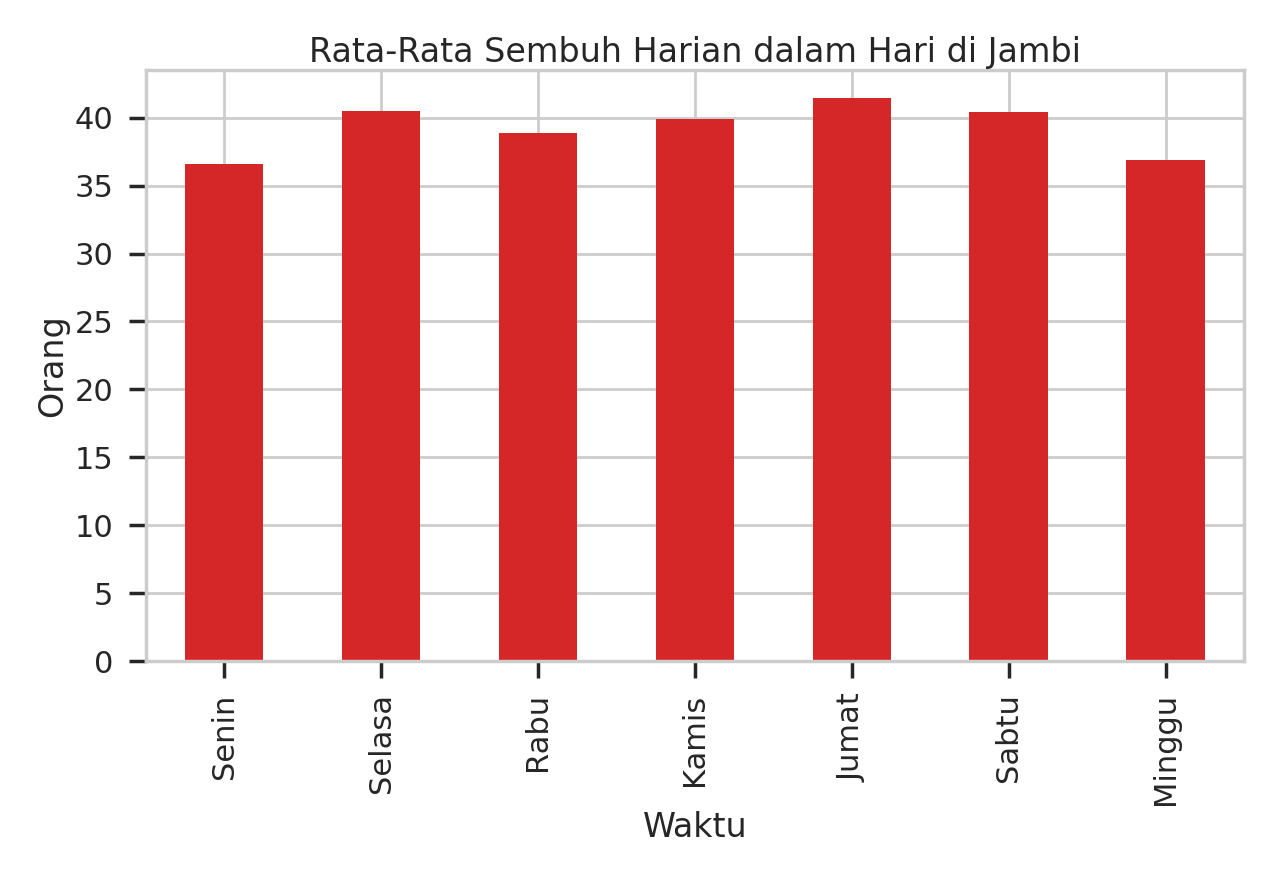 Rata-Rata Sembuh Harian dalam Hari di Jambi
Orang
40
35
30
25
20
15
10
5
0
Senin
Selasa
Rabu
Kamis
Jumat
Sabtu
Minggu
Waktu